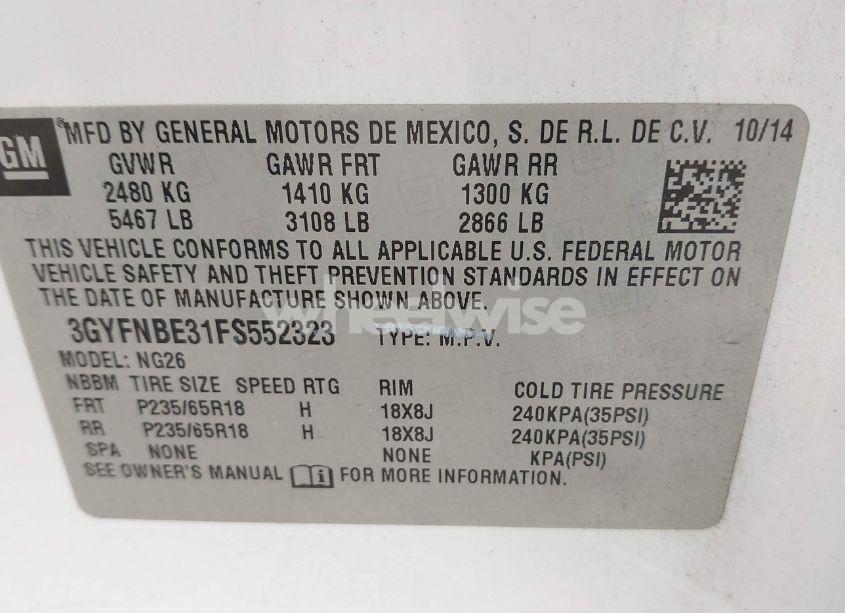 GM
MFD BY GENERAL MOTORS DE MEXICO, S. DE R.L. DE C.V. 10/14
GVWR GAWR FRT GAWR RR
2480 KG 1410 KG 1300 KG
5467 LB 3108 LB 2866 LB
THIS VEHICLE CONFORMS TO ALL APPLICABLE U.S. FEDERAL MOTOR
VEHICLE SAFETY AND THEFT PREVENTION STANDARDS IN EFFECT ON
THE DATE OF MANUFACTURE SHOWN ABOVE.
wheelwise
3GYFNBE31FS552323 TYPE: M.P.V.
MODEL: NG26
NBBM TIRE SIZE SPEED RTG RIM COLD TIRE PRESSURE
FRT P235/65R18 H 18X8J 240KPA(35PSI)
RR P235/65R18 H 18X8J 240KPA(35PSI)
SPA NONE NONE KPA(PSI)
SEE OWNER'S MANUAL i FOR MORE INFORMATION.